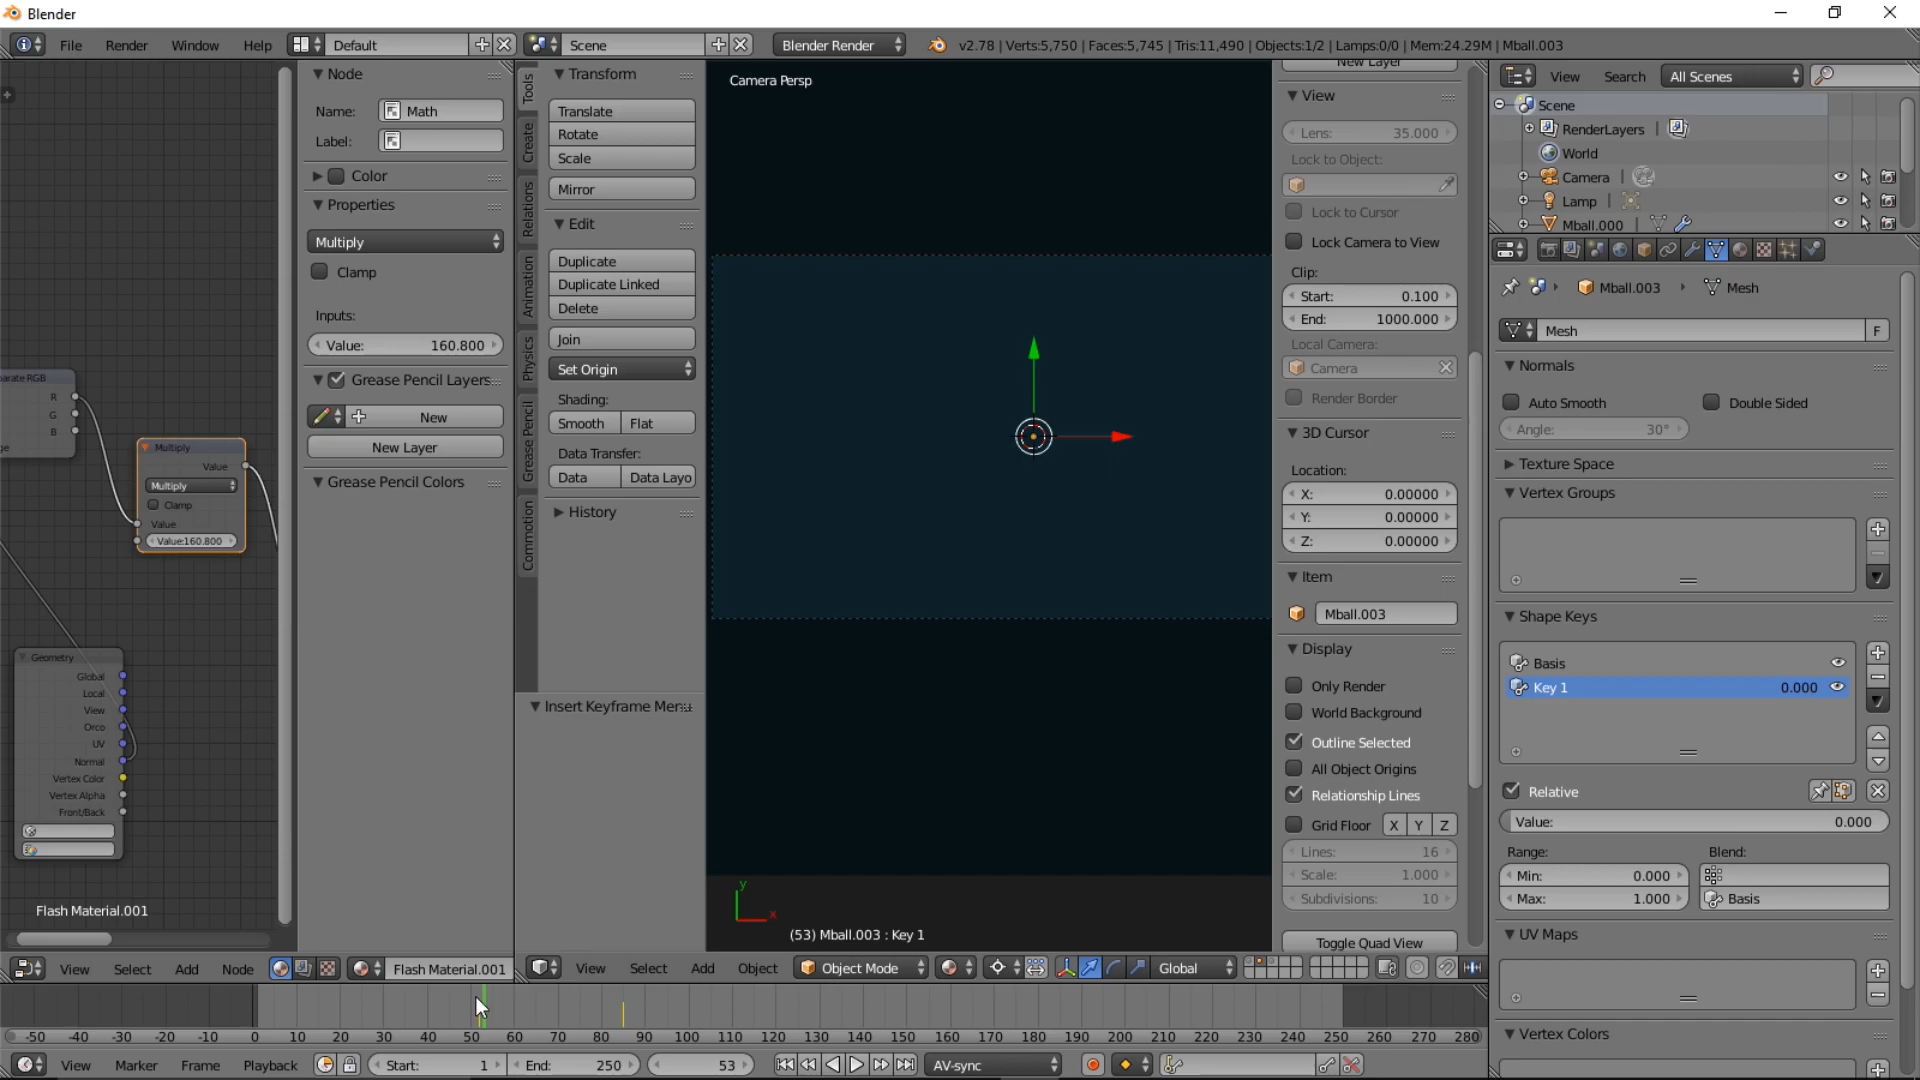 Blender
File Render Window Help Default Scene Blender Render v2.78 | Verts:5,750 | Faces:5,745 | Tris:11,490 | Objects:1/2 | Lamps:0/0 | Mem:24.29M | Mball.003
Node
Name: Math
Label:
Color
Properties
Multiply
Clamp
Inputs:
Value: 160.800
Grease Pencil Layers
New
New Layer
Grease Pencil Colors
parate RGB
R
G
B
ge
Multiply
Value
Multiply
Clamp
Value
Value:160.800
Geometry
Global
Local
View
Orco
UV
Normal
Vertex Color
Vertex Alpha
Front/Back
Flash Material.001
View Select Add Node Flash Material.001
Tools
Create
Relations
Animation
Physics
Grease Pencil
Commotion
Transform
Translate
Rotate
Scale
Mirror
Edit
Duplicate
Duplicate Linked
Delete
Join
Set Origin
Shading:
Smooth Flat
Data Transfer:
Data Data Layo
History
Insert Keyframe Menu
Camera Persp
y
x
(53) Mball.003 : Key 1
View Select Add Object Object Mode Global
New Layer
View
Lens: 35.000
Lock to Object:
Lock to Cursor
Lock Camera to View
Clip:
Start: 0.100
End: 1000.000
Local Camera:
Camera
Render Border
3D Cursor
Location:
X: 0.00000
Y: 0.00000
Z: 0.00000
Item
Mball.003
Display
Only Render
World Background
Outline Selected
All Object Origins
Relationship Lines
Grid Floor X Y Z
Lines: 16
Scale: 1.000
Subdivisions: 10
Toggle Quad View
View Search All Scenes
Scene
RenderLayers
World
Camera
Lamp
Mball.000
Mball.003 Mesh
Mesh F
Normals
Auto Smooth Double Sided
Angle: 30°
Texture Space
Vertex Groups
Shape Keys
Basis
Key 1 0.000
Relative
Value: 0.000
Range: Blend:
Min: 0.000
Max: 1.000 Basis
UV Maps
Vertex Colors
-50 -40 -30 -20 -10 0 10 20 30 40 50 60 70 80 90 100 110 120 130 140 150 160 170 180 190 200 210 220 230 240 250 260 270 280
View Marker Frame Playback Start: 1 End: 250 53 AV-sync